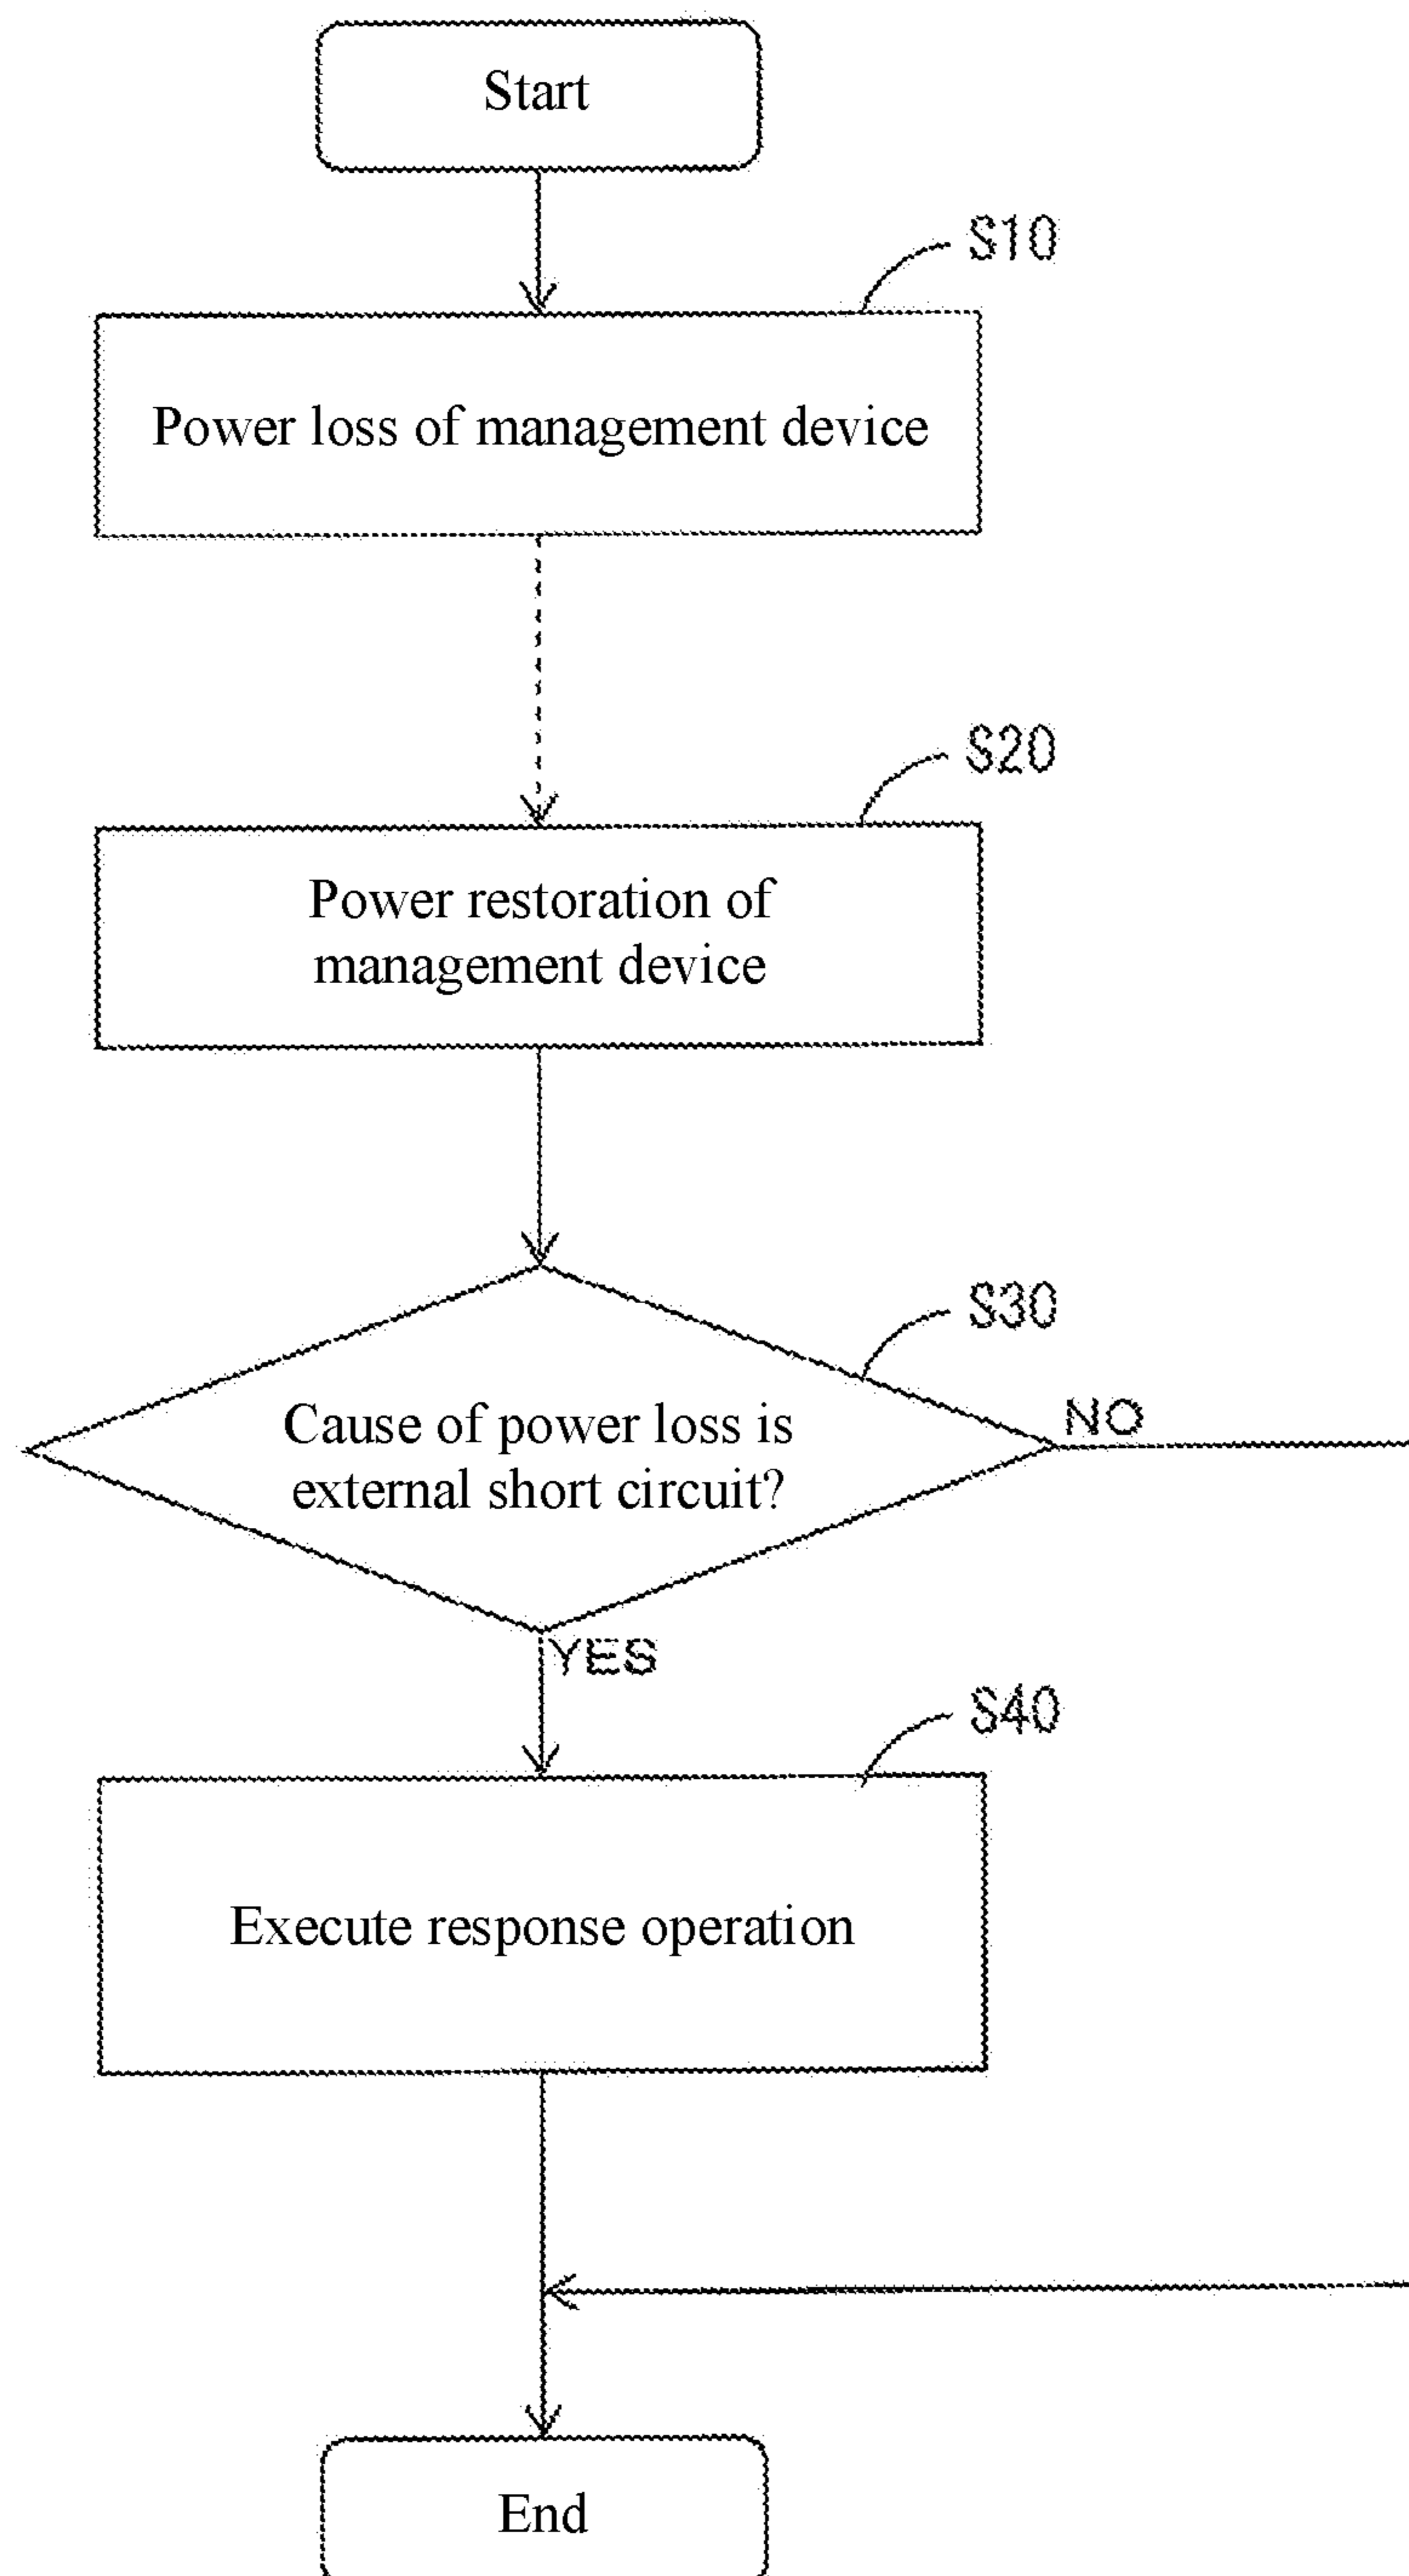 Start
S10
Power loss of management device
S20
Power restoration of
management device
S30
Cause of power loss is
external short circuit?
NO
YES
S40
Execute response operation
End